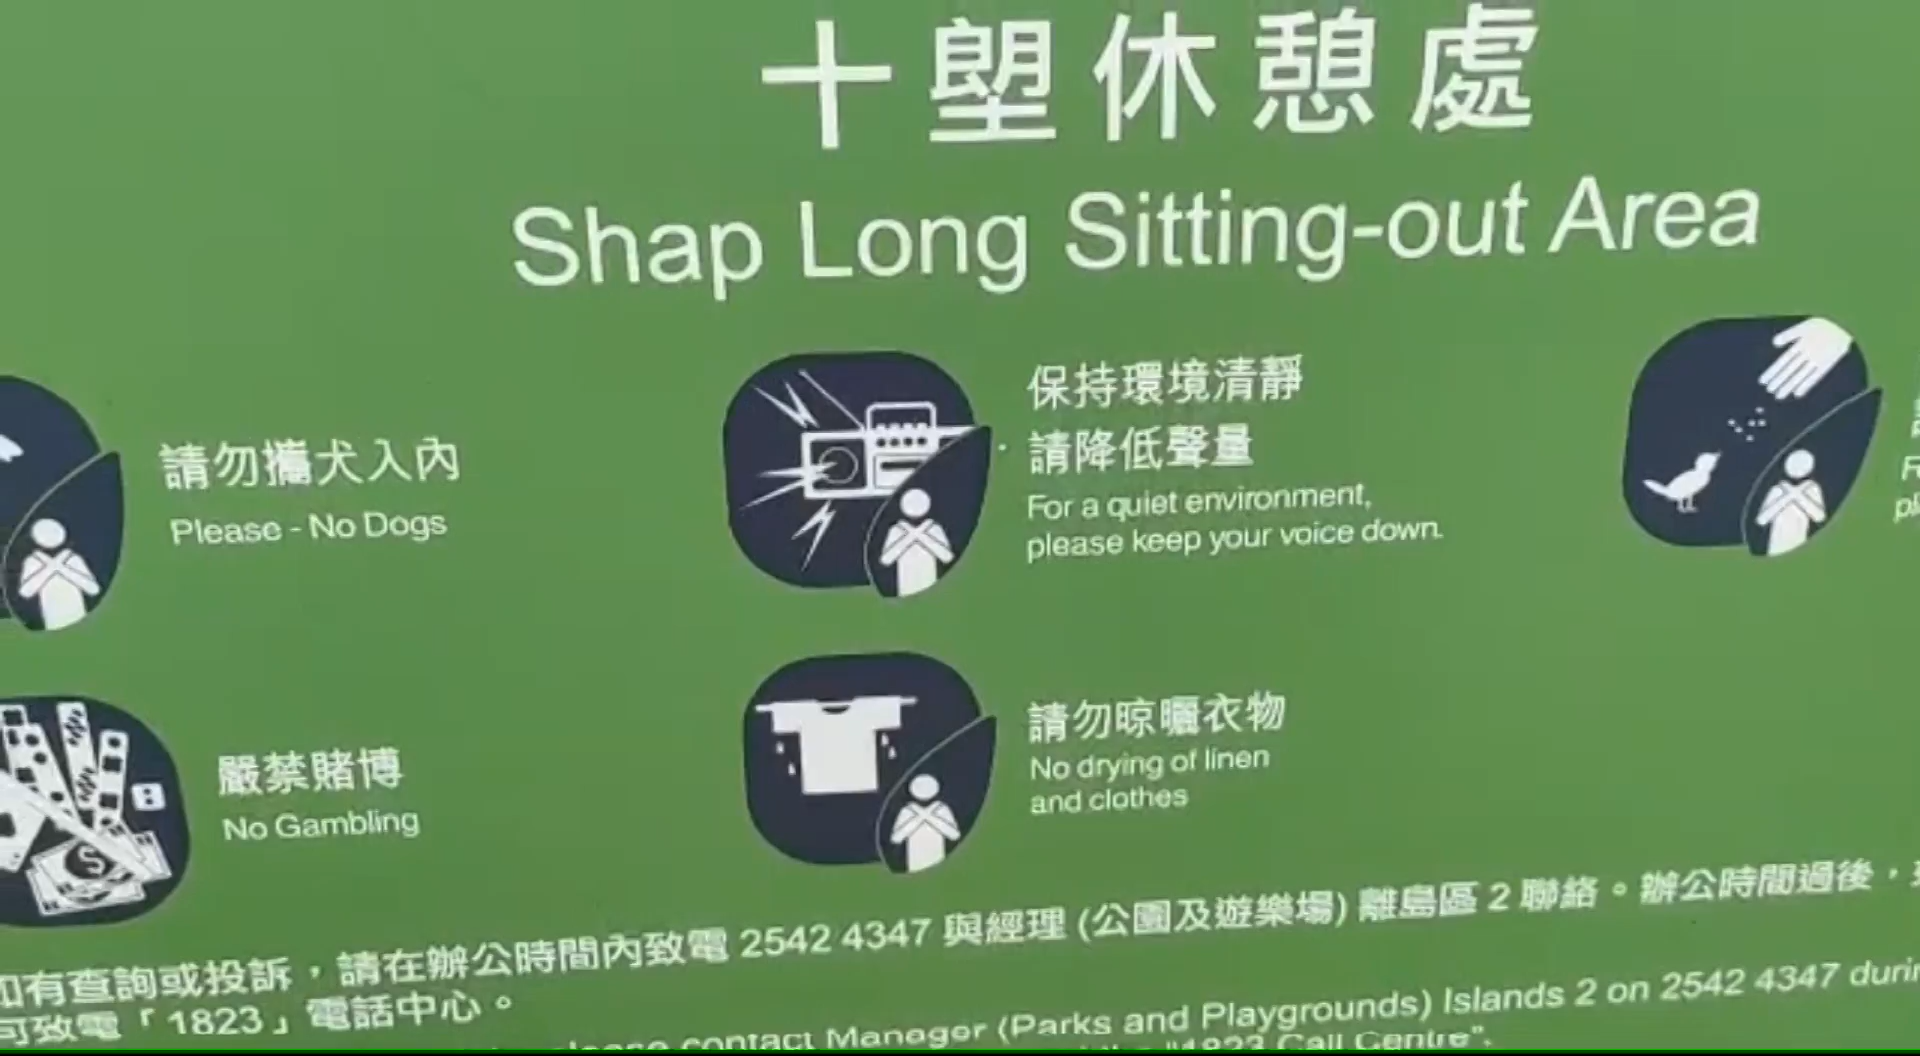 十塱休憩處
Shap Long Sitting-out Area
請勿攜犬入內
Please - No Dogs
保持環境清靜
請降低聲量
For a quiet environment,
please keep your voice down.
嚴禁賭博
No Gambling
請勿晾曬衣物
No drying of linen
and clothes
如有查詢或投訴，請在辦公時間內致電 2542 4347 與經理 (公園及遊樂場) 離島區 2 聯絡。辦公時間過後，
可致電「1823」電話中心。
please contact Manager (Parks and Playgrounds) Islands 2 on 2542 4347
"1823 Call Centre".